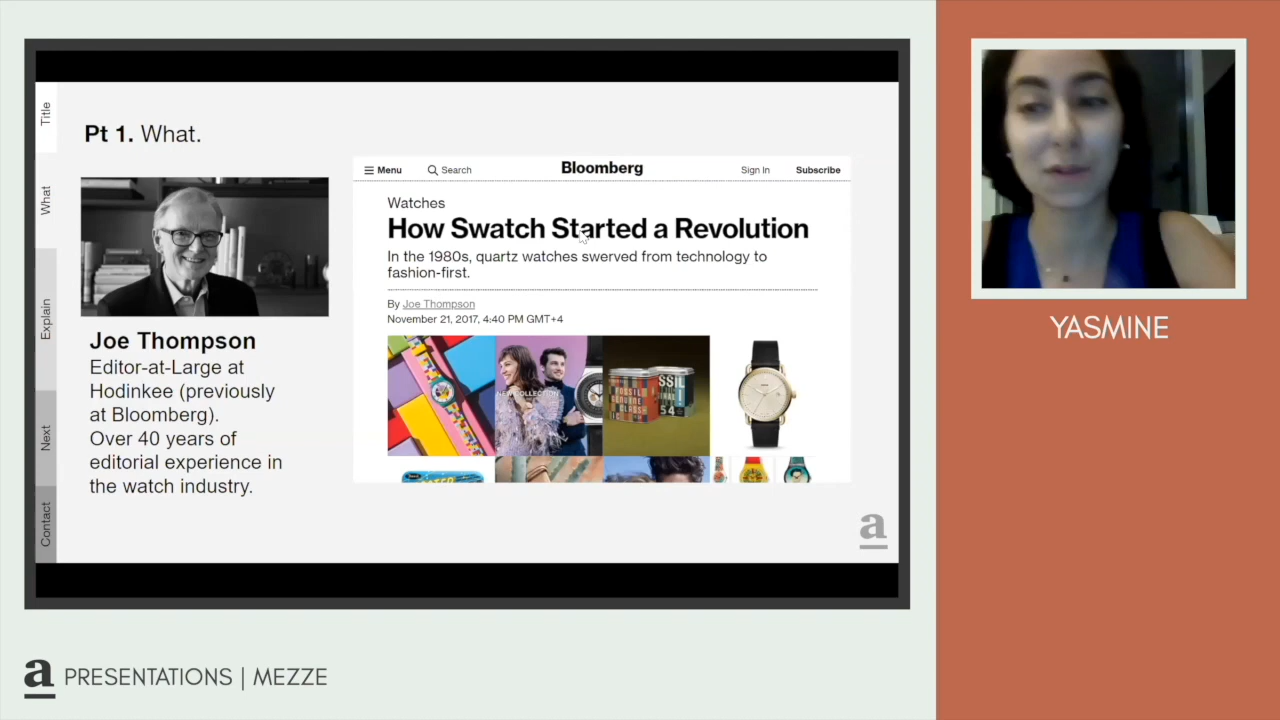 Title
What
Explain
Next
Contact
Pt 1. What.
Joe Thompson
Editor-at-Large at
Hodinkee (previously
at Bloomberg).
Over 40 years of
editorial experience in
the watch industry.
Menu
Search
Bloomberg
Sign In
Subscribe
Watches
How Swatch Started a Revolution
In the 1980s, quartz watches swerved from technology to
fashion-first.
By Joe Thompson
November 21, 2017, 4:40 PM GMT+4
NEW COLLECTION
a
YASMINE
a PRESENTATIONS | MEZZE